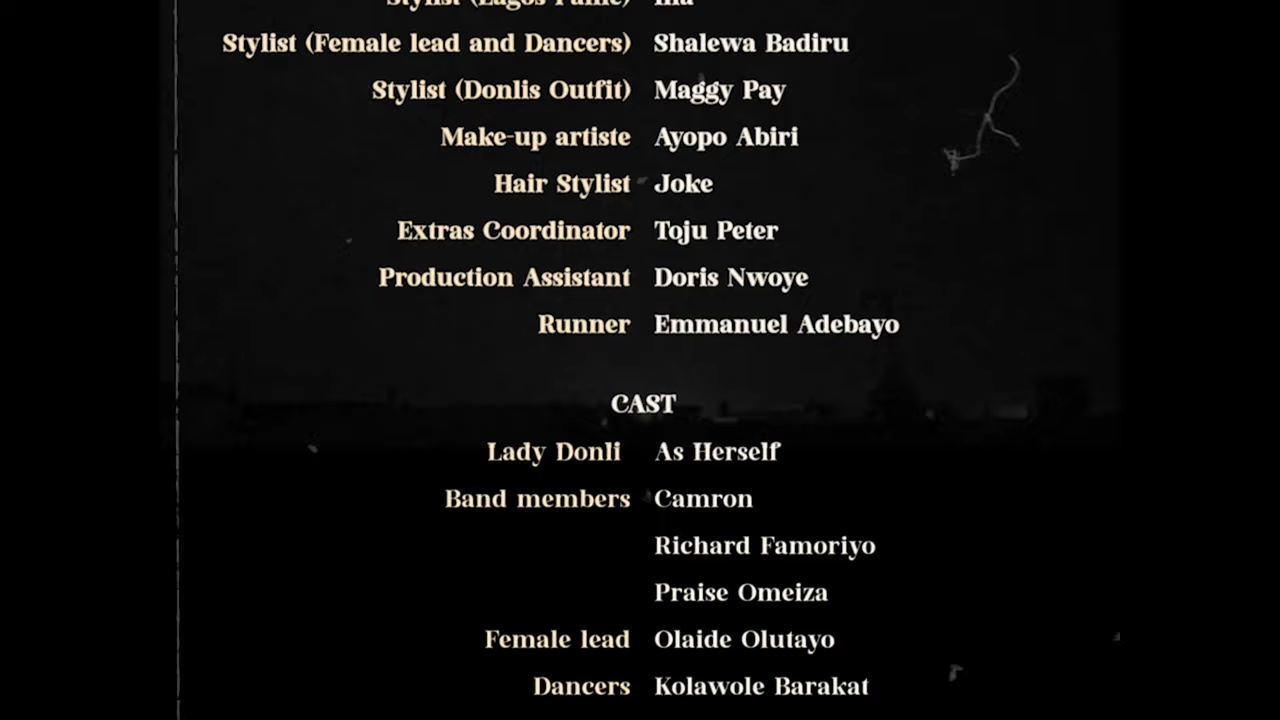 Stylist (Female lead and Dancers) Shalewa Badiru
Stylist (Donlis Outfit) Maggy Pay
Make-up artiste Ayopo Abiri
Hair Stylist Joke
Extras Coordinator Toju Peter
Production Assistant Doris Nwoye
Runner Emmanuel Adebayo
CAST
Lady Donli As Herself
Band members Camron
Richard Famoriyo
Praise Omeiza
Female lead Olaide Olutayo
Dancers Kolawole Barakat